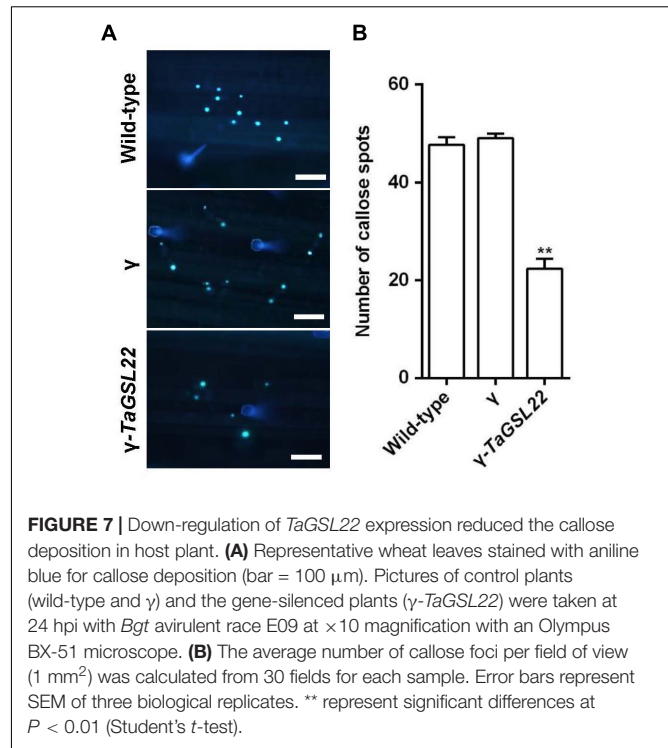 A
B
Wild-type
γ
γ-TaGSL22
Number of callose spots
60
40
20
0
**
Wild-type
γ
γ-TaGSL22
FIGURE 7 | Down-regulation of TaGSL22 expression reduced the callose
deposition in host plant. (A) Representative wheat leaves stained with aniline
blue for callose deposition (bar = 100 μm). Pictures of control plants
(wild-type and γ) and the gene-silenced plants (γ-TaGSL22) were taken at
24 hpi with Bgt avirulent race E09 at ×10 magnification with an Olympus
BX-51 microscope. (B) The average number of callose foci per field of view
(1 mm²) was calculated from 30 fields for each sample. Error bars represent
SEM of three biological replicates. ** represent significant differences at
P < 0.01 (Student's t-test).